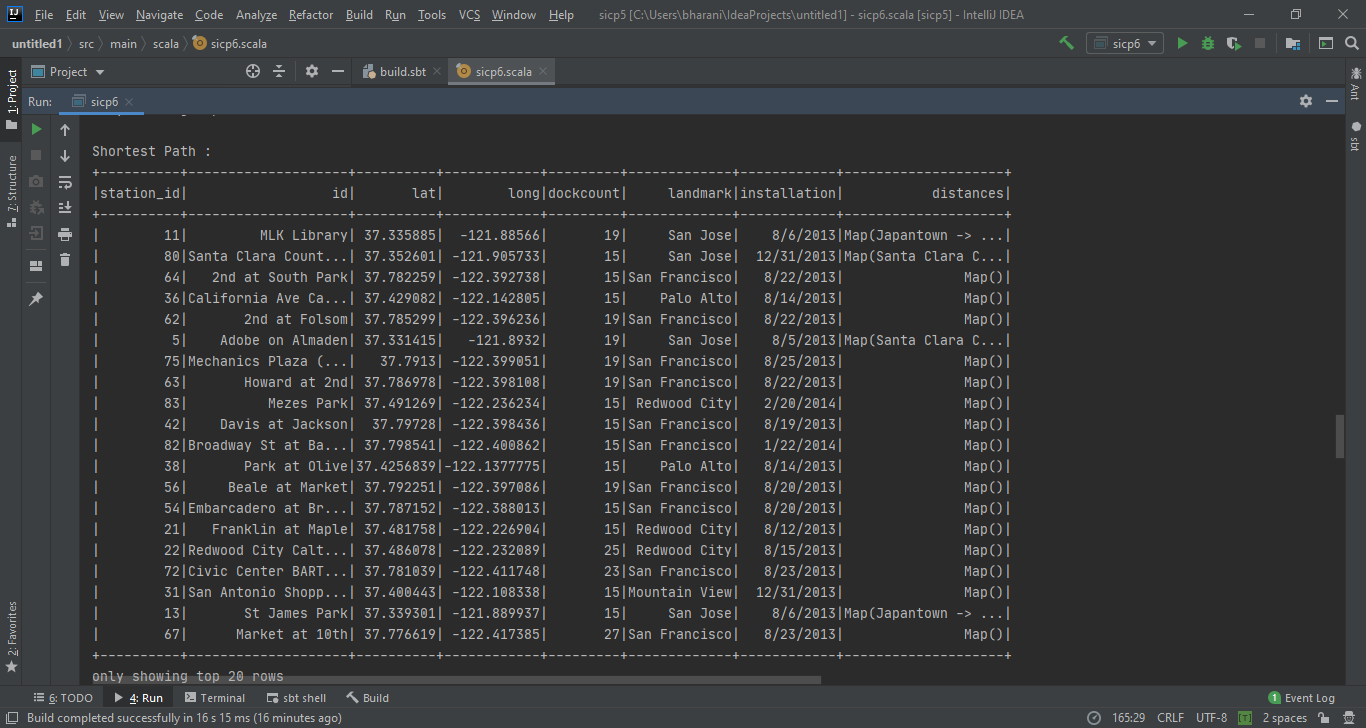 File Edit View Navigate Code Analyze Refactor Build Run Tools VCS Window Help sicp5 [C:\Users\bharani\IdeaProjects\untitled1] - sicp6.scala [sicp5] - IntelliJ IDEA
untitled1 src main scala sicp6.scala sicp6
Project build.sbt sicp6.scala
Run: sicp6
1: Project
7: Structure
2: Favorites
Ant
sbt
Shortest Path :
+----------+--------------------+----------+------------+---------+-------------+------------+--------------------+
|station_id|                  id|       lat|        long|dockcount|     landmark|installation|           distances|
+----------+--------------------+----------+------------+---------+-------------+------------+--------------------+
|        11|         MLK Library| 37.335885|  -121.88566|       19|     San Jose|    8/6/2013|Map(Japantown -> ...|
|        80|Santa Clara Count...| 37.352601| -121.905733|       15|     San Jose|  12/31/2013|Map(Santa Clara C...|
|        64|   2nd at South Park| 37.782259| -122.392738|       15|San Francisco|   8/22/2013|               Map()|
|        36|California Ave Ca...| 37.429082| -122.142805|       15|    Palo Alto|   8/14/2013|               Map()|
|        62|       2nd at Folsom| 37.785299| -122.396236|       19|San Francisco|   8/22/2013|               Map()|
|         5|    Adobe on Almaden| 37.331415|   -121.8932|       19|     San Jose|    8/5/2013|Map(Santa Clara C...|
|        75|Mechanics Plaza (...|   37.7913| -122.399051|       19|San Francisco|   8/25/2013|               Map()|
|        63|       Howard at 2nd| 37.786978| -122.398108|       19|San Francisco|   8/22/2013|               Map()|
|        83|          Mezes Park| 37.491269| -122.236234|       15| Redwood City|   2/20/2014|               Map()|
|        42|    Davis at Jackson|  37.79728| -122.398436|       15|San Francisco|   8/19/2013|               Map()|
|        82|Broadway St at Ba...| 37.798541| -122.400862|       15|San Francisco|   1/22/2014|               Map()|
|        38|       Park at Olive|37.4256839|-122.1377775|       15|    Palo Alto|   8/14/2013|               Map()|
|        56|     Beale at Market| 37.792251| -122.397086|       19|San Francisco|   8/20/2013|               Map()|
|        54|Embarcadero at Br...| 37.787152| -122.388013|       15|San Francisco|   8/20/2013|               Map()|
|        21|   Franklin at Maple| 37.481758| -122.226904|       15| Redwood City|   8/12/2013|               Map()|
|        22|Redwood City Calt...| 37.486078| -122.232089|       25| Redwood City|   8/15/2013|               Map()|
|        72|Civic Center BART...| 37.781039| -122.411748|       23|San Francisco|   8/23/2013|               Map()|
|        31|San Antonio Shopp...| 37.400443| -122.108338|       15|Mountain View|  12/31/2013|               Map()|
|        13|       St James Park| 37.339301| -121.889937|       15|     San Jose|    8/6/2013|Map(Japantown -> ...|
|        67|      Market at 10th| 37.776619| -122.417385|       27|San Francisco|   8/23/2013|               Map()|
+----------+--------------------+----------+------------+---------+-------------+------------+--------------------+
only showing top 20 rows
6: TODO 4: Run Terminal sbt shell Build 1 Event Log
Build completed successfully in 16 s 15 ms (16 minutes ago) 165:29 CRLF UTF-8 2 spaces